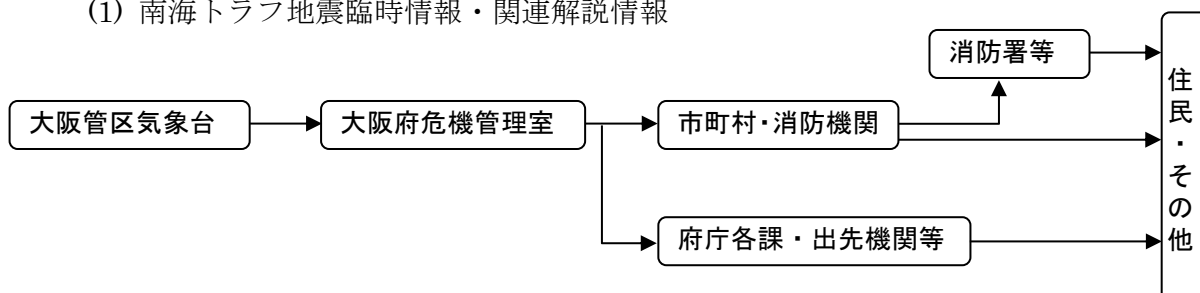 (1) 南海トラフ地震臨時情報・関連解説情報
消防署等
大阪管区気象台
大阪府危機管理室
市町村・消防機関
府庁各課・出先機関等
住民・その他